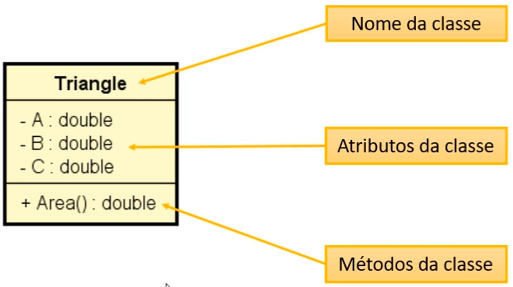 Nome da classe
Triangle
- A : double
- B : double
- C : double
Atributos da classe
+ Area() : double
Métodos da classe